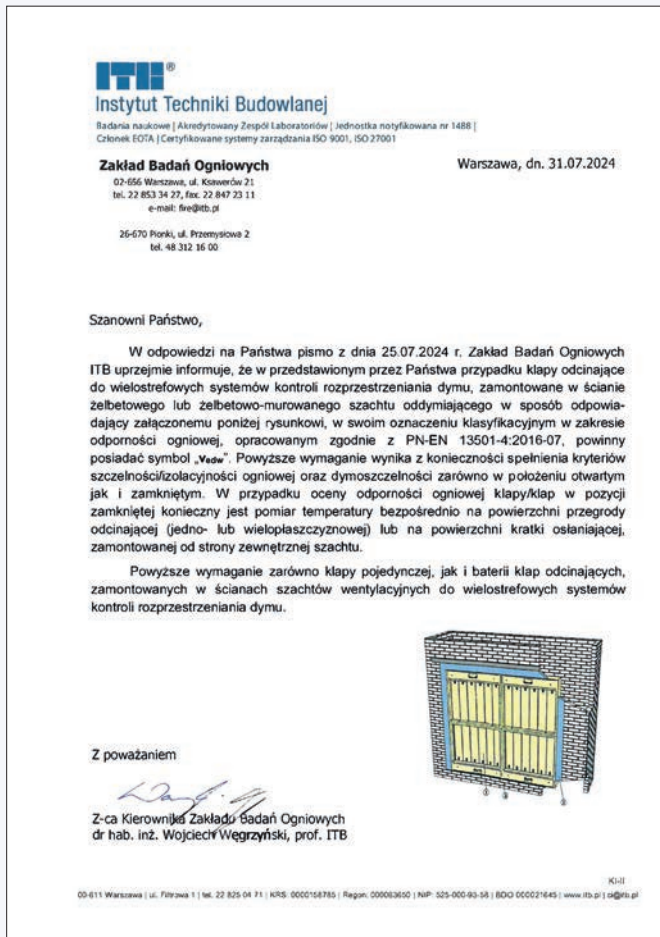 ITB®
Instytut Techniki Budowlanej
Badania naukowe | Akredytowany Zespół Laboratoriów | Jednostka notyfikowana nr 1488 |
Członek EOTA | Certyfikowane systemy zarządzania ISO 9001, ISO 27001
Zakład Badań Ogniowych
02-656 Warszawa, ul. Ksawerów 21
tel. 22 853 34 27, fax. 22 847 23 11
e-mail: fire@itb.pl
26-670 Pionki, ul. Przemysłowa 2
tel. 48 312 16 00
Warszawa, dn. 31.07.2024
Szanowni Państwo,
W odpowiedzi na Państwa pismo z dnia 25.07.2024 r. Zakład Badań Ogniowych
ITB uprzejmie informuje, że w przedstawionym przez Państwa przypadku klapy odcinające
do wielostrefowych systemów kontroli rozprzestrzeniania dymu, zamontowane w ścianie
żelbetowego lub żelbetowo-murowanego szachtu oddymiającego w sposób odpowia-
dający załączonemu poniżej rysunkowi, w swoim oznaczeniu klasyfikacyjnym w zakresie
odporności ogniowej, opracowanym zgodnie z PN-EN 13501-4:2016-07, powinny
posiadać symbol „Vedw”. Powyższe wymaganie wynika z konieczności spełnienia kryteriów
szczelności/izolacyjności ogniowej oraz dymoszczelności zarówno w położeniu otwartym
jak i zamkniętym. W przypadku oceny odporności ogniowej klapy/klap w pozycji
zamkniętej konieczny jest pomiar temperatury bezpośrednio na powierzchni przegrody
odcinającej (jedno- lub wielopłaszczyznowej) lub na powierzchni kratki osłaniającej,
zamontowanej od strony zewnętrznej szachtu.
Powyższe wymaganie zarówno klapy pojedynczej, jak i baterii klap odcinających,
zamontowanych w ścianach szachtów wentylacyjnych do wielostrefowych systemów
kontroli rozprzestrzeniania dymu.
Z poważaniem
Z-ca Kierownika Zakładu Badań Ogniowych
dr hab. inż. Wojciech Węgrzyński, prof. ITB
KI-II
00-611 Warszawa | ul. Filtrowa 1 | tel. 22 825 04 71 | KRS: 0000158785 | Regon: 000063650 | NIP: 525-000-93-58 | BDO 000021645 | www.itb.pl |